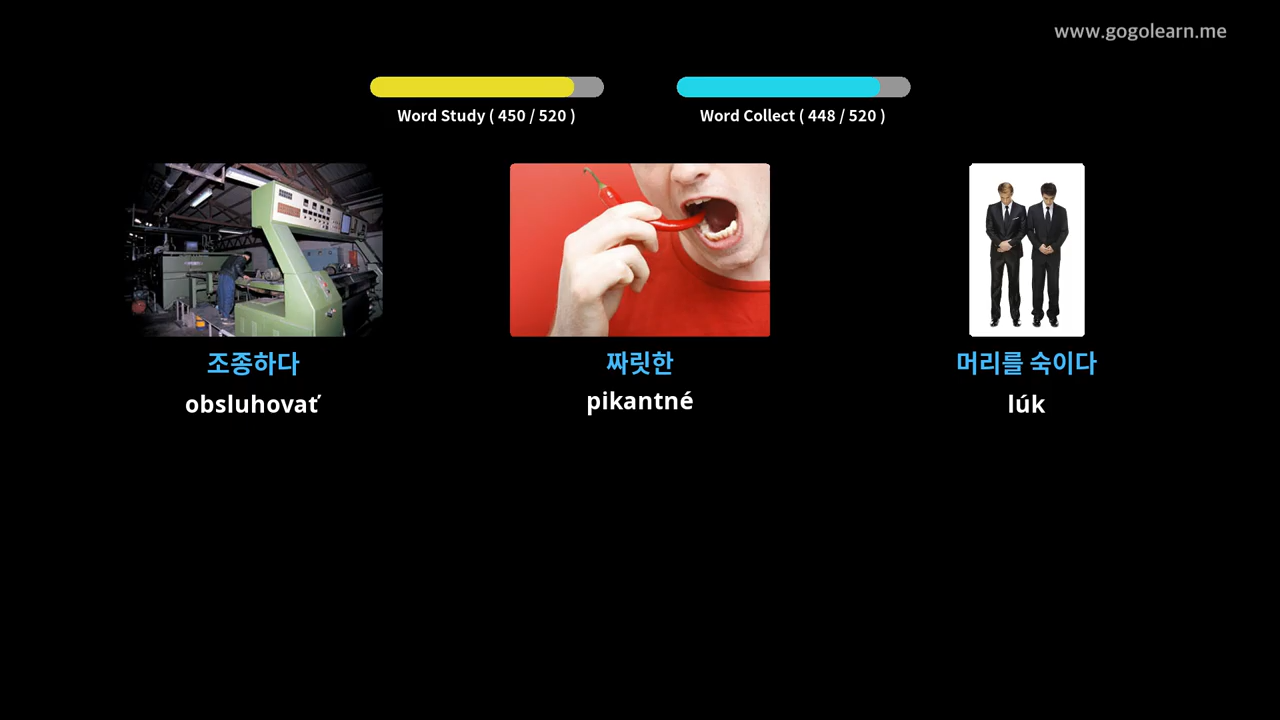 www.gogolearn.me
Word Study ( 450 / 520 )
Word Collect ( 448 / 520 )
조종하다
짜릿한
머리를 숙이다
obsluhovať
pikantné
lúk